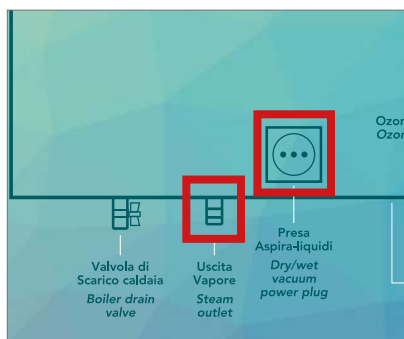 Ozon
Ozon
Valvola di
Scarico caldaia
Boiler drain
valve
Uscita
Vapore
Steam
outlet
Presa
Aspira-liquidi
Dry/wet
vacuum
power plug